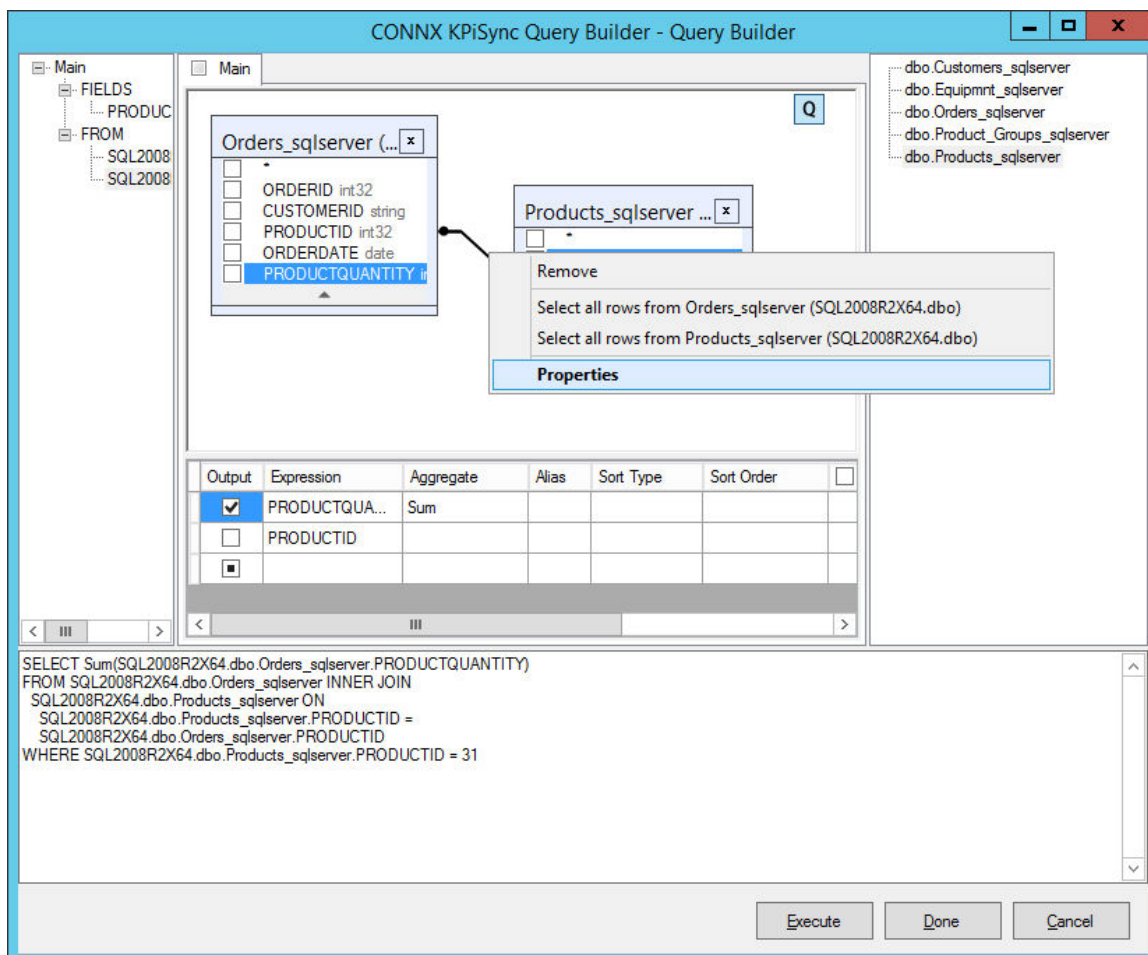 CONNX KPiSync Query Builder - Query Builder
Main
FIELDS
PRODUC
FROM
SQL2008
SQL2008
Main
Q
Orders_sqlserver (...
*
ORDERID int32
CUSTOMERID string
PRODUCTID int32
ORDERDATE date
PRODUCTQUANTITY in
Products_sqlserver ...
*
Remove
Select all rows from Orders_sqlserver (SQL2008R2X64.dbo)
Select all rows from Products_sqlserver (SQL2008R2X64.dbo)
Properties
dbo.Customers_sqlserver
dbo.Equipmnt_sqlserver
dbo.Orders_sqlserver
dbo.Product_Groups_sqlserver
dbo.Products_sqlserver
Output Expression Aggregate Alias Sort Type Sort Order
PRODUCTQUA... Sum
PRODUCTID
SELECT Sum(SQL2008R2X64.dbo.Orders_sqlserver.PRODUCTQUANTITY)
FROM SQL2008R2X64.dbo.Orders_sqlserver INNER JOIN
SQL2008R2X64.dbo.Products_sqlserver ON
SQL2008R2X64.dbo.Products_sqlserver.PRODUCTID =
SQL2008R2X64.dbo.Orders_sqlserver.PRODUCTID
WHERE SQL2008R2X64.dbo.Products_sqlserver.PRODUCTID = 31
Execute Done Cancel